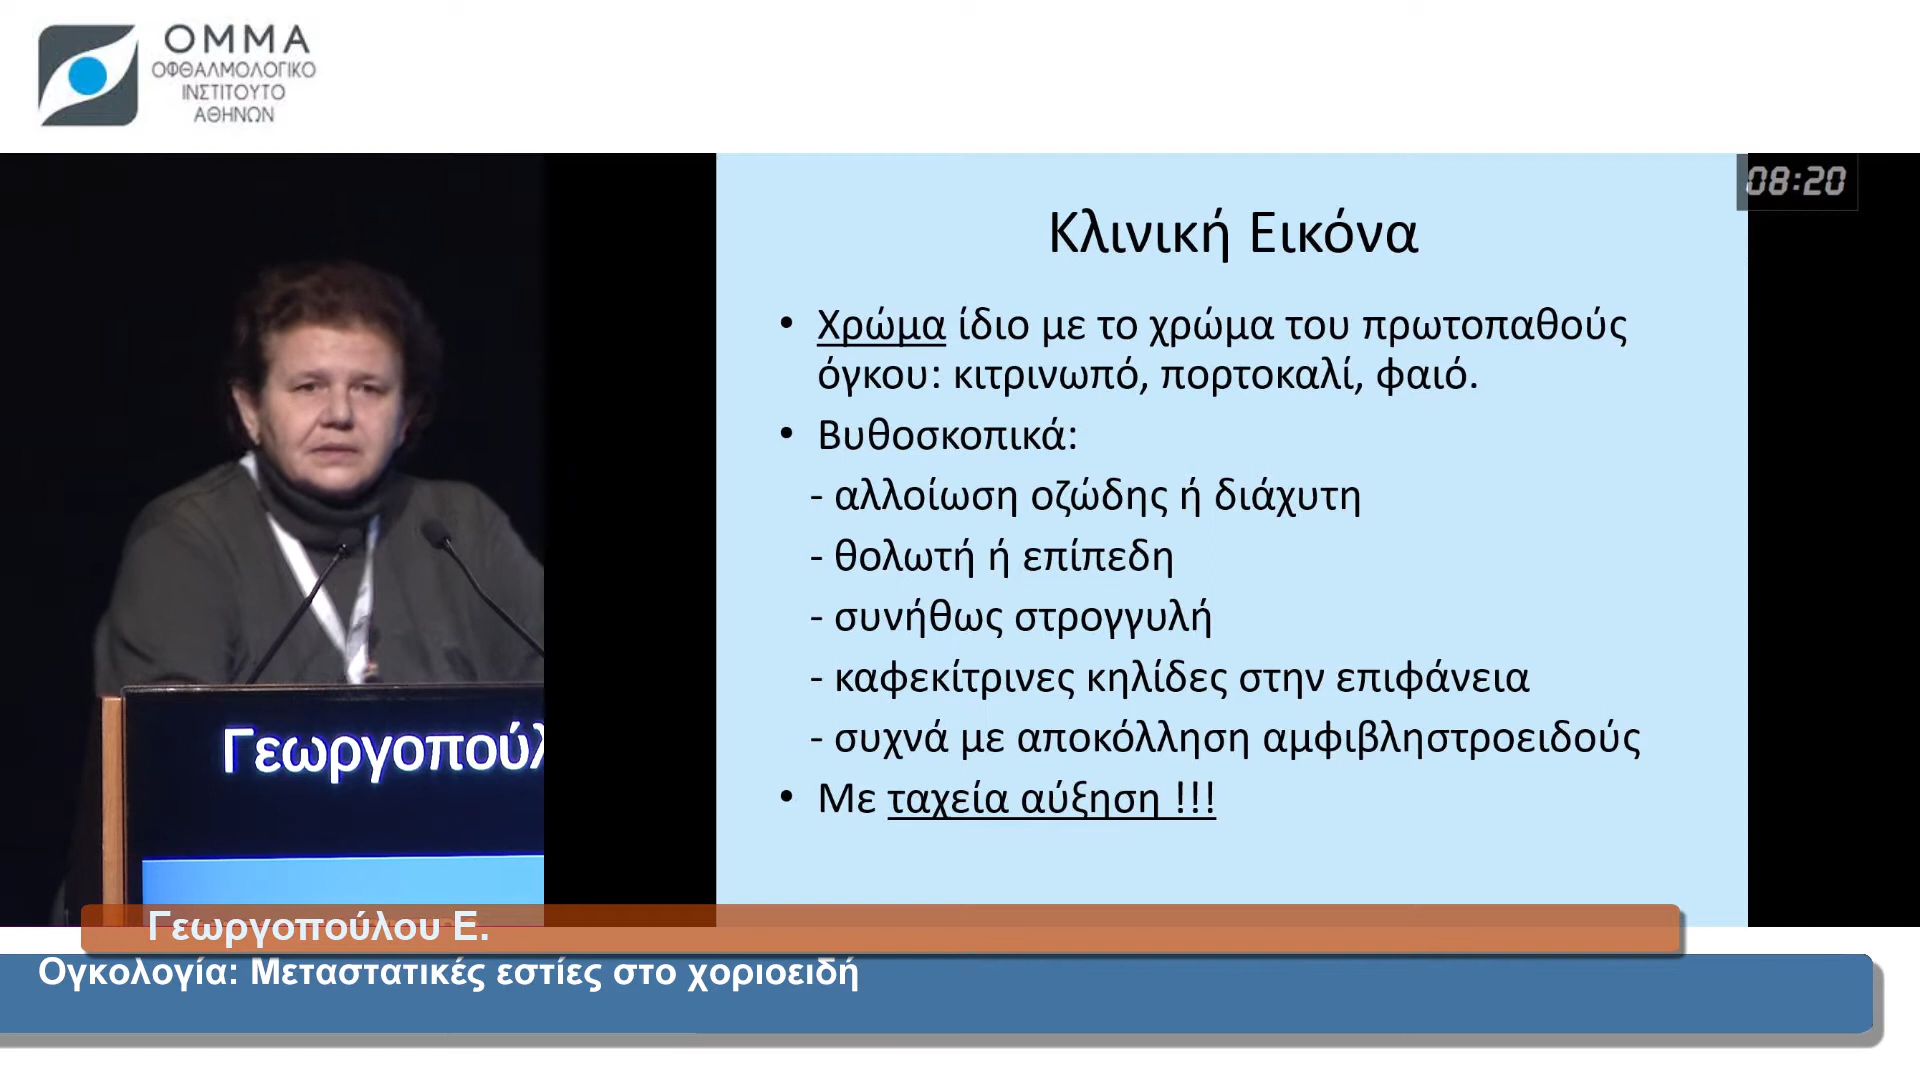 ΟΜΜΑ
ΟΦΘΑΛΜΟΛΟΓΙΚΟ
ΙΝΣΤΙΤΟΥΤΟ
ΑΘΗΝΩΝ
08:20
Κλινική Εικόνα
• Χρώμα ίδιο με το χρώμα του πρωτοπαθούς
όγκου: κιτρινωπό, πορτοκαλί, φαιό.
• Βυθοσκοπικά:
- αλλοίωση οζώδης ή διάχυτη
- θολωτή ή επίπεδη
- συνήθως στρογγυλή
- καφεκίτρινες κηλίδες στην επιφάνεια
- συχνά με αποκόλληση αμφιβληστροειδούς
• Με ταχεία αύξηση !!!
Γεωργοπούλ
Γεωργοπούλου Ε.
Ογκολογία: Μεταστατικές εστίες στο χοριοειδή